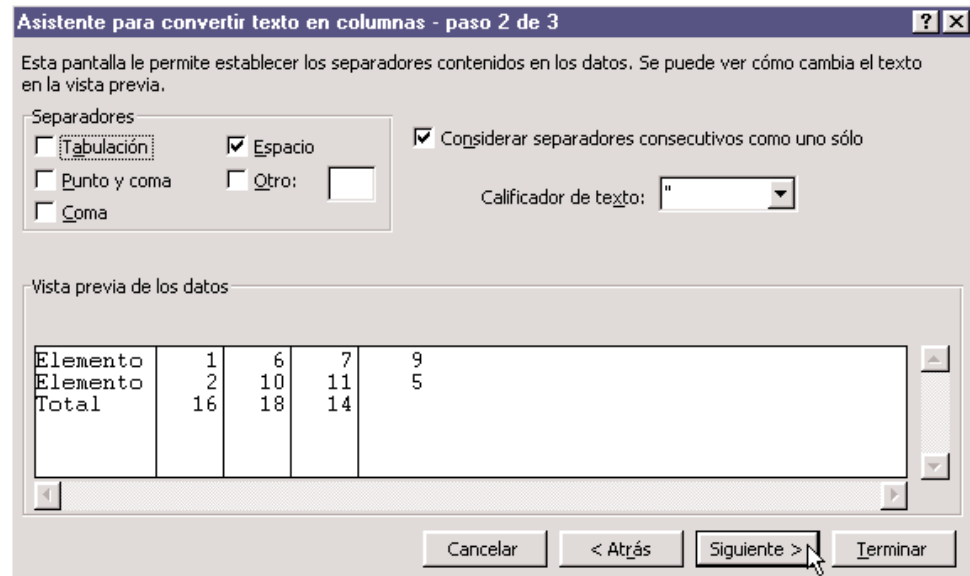 Asistente para convertir texto en columnas - paso 2 de 3
Esta pantalla le permite establecer los separadores contenidos en los datos. Se puede ver cómo cambia el texto
en la vista previa.
Separadores
Tabulación
Espacio
Punto y coma
Otro:
Coma
Considerar separadores consecutivos como uno sólo
Calificador de texto: "
Vista previa de los datos
Elemento 1 6 7 9
Elemento 2 10 11 5
Total 16 18 14
Cancelar < Atrás Siguiente > Terminar